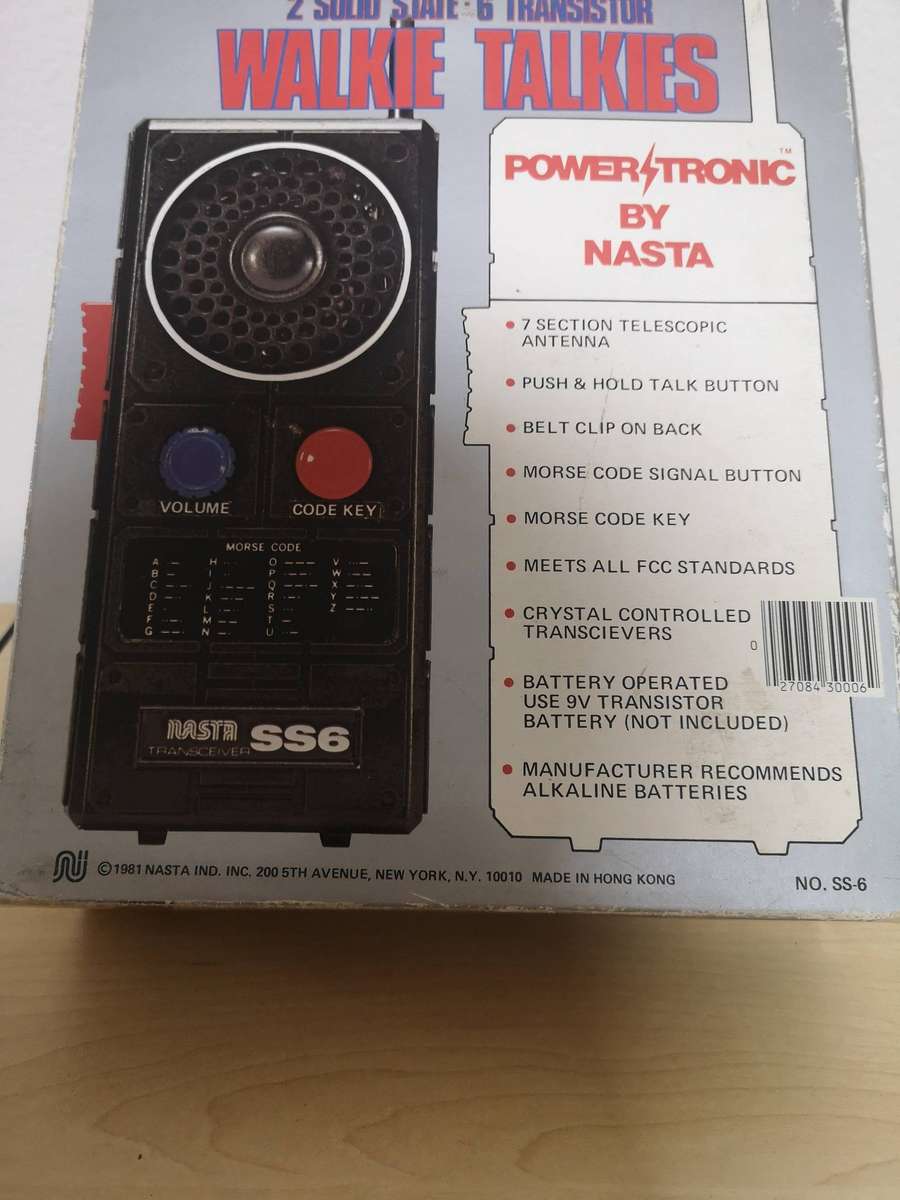 2 SOLID STATE • 6 TRANSISTOR
WALKIE TALKIES
POWER TRONIC TM
BY
NASTA
• 7 SECTION TELESCOPIC
ANTENNA
• PUSH & HOLD TALK BUTTON
• BELT CLIP ON BACK
• MORSE CODE SIGNAL BUTTON
• MORSE CODE KEY
• MEETS ALL FCC STANDARDS
• CRYSTAL CONTROLLED
TRANSCIEVERS
• BATTERY OPERATED
USE 9V TRANSISTOR
BATTERY (NOT INCLUDED)
• MANUFACTURER RECOMMENDS
ALKALINE BATTERIES
0 27084 30006
VOLUME
CODE KEY
MORSE CODE
A H O V
B I P W
C J Q X
D K R Y
E L S Z
F M T
G N U
NASTA
TRANSCEIVER SS6
© 1981 NASTA IND. INC. 200 5TH AVENUE, NEW YORK, N.Y. 10010 MADE IN HONG KONG
NO. SS-6